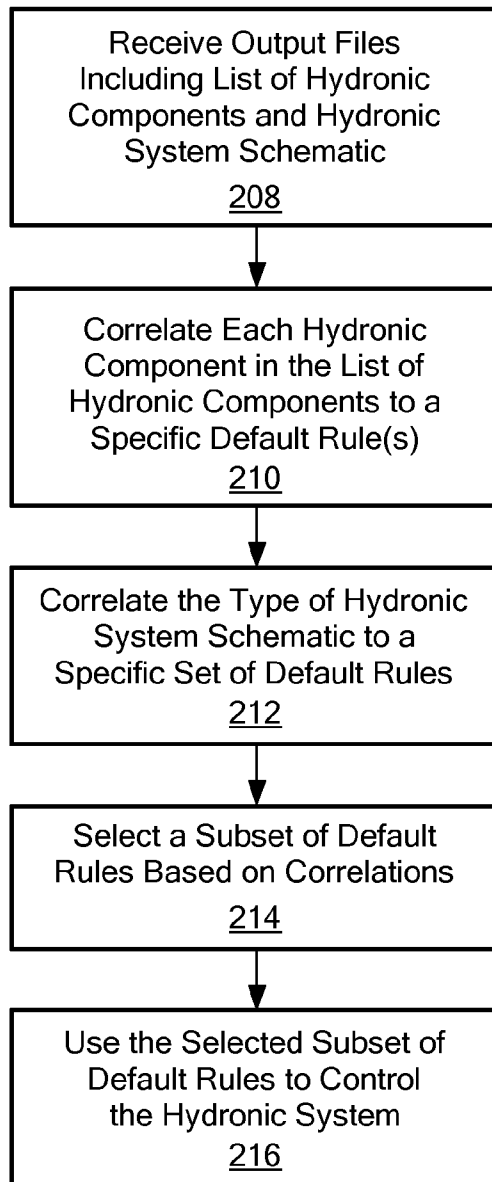 Receive Output Files
Including List of Hydronic
Components and Hydronic
System Schematic
208
Correlate Each Hydronic
Component in the List of
Hydronic Components to a
Specific Default Rule(s)
210
Correlate the Type of Hydronic
System Schematic to a
Specific Set of Default Rules
212
Select a Subset of Default
Rules Based on Correlations
214
Use the Selected Subset of
Default Rules to Control
the Hydronic System
216